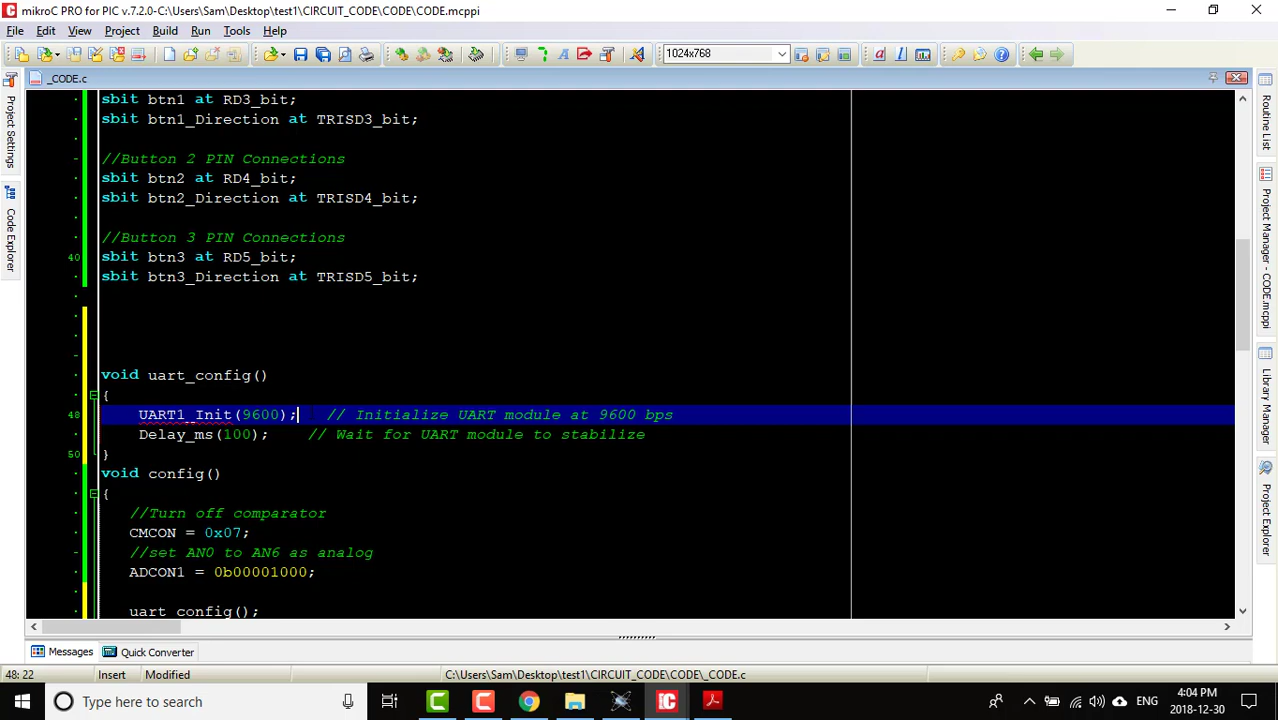 mikroC PRO for PIC v.7.2.0 - C:\Users\Sam\Desktop\test1\CIRCUIT_CODE\CODE\CODE.mcppi
File Edit View Project Build Run Tools Help
1024x768
_CODE.c
Project Settings
Code Explorer
sbit btn1 at RD3_bit;
sbit btn1_Direction at TRISD3_bit;
//Button 2 PIN Connections
sbit btn2 at RD4_bit;
sbit btn2_Direction at TRISD4_bit;
//Button 3 PIN Connections
40 sbit btn3 at RD5_bit;
sbit btn3_Direction at TRISD5_bit;
void uart_config()
{
48 UART1_Init(9600); // Initialize UART module at 9600 bps
Delay_ms(100); // Wait for UART module to stabilize
50 }
void config()
{
//Turn off comparator
CMCON = 0x07;
//set AN0 to AN6 as analog
ADCON1 = 0b00001000;
uart_config();
Routine List
Project Manager - CODE.mcppi
Library Manager
Project Explorer
Messages Quick Converter
48: 22 Insert Modified C:\Users\Sam\Desktop\test1\CIRCUIT_CODE\CODE\_CODE.c
Type here to search
ENG
4:04 PM
2018-12-30